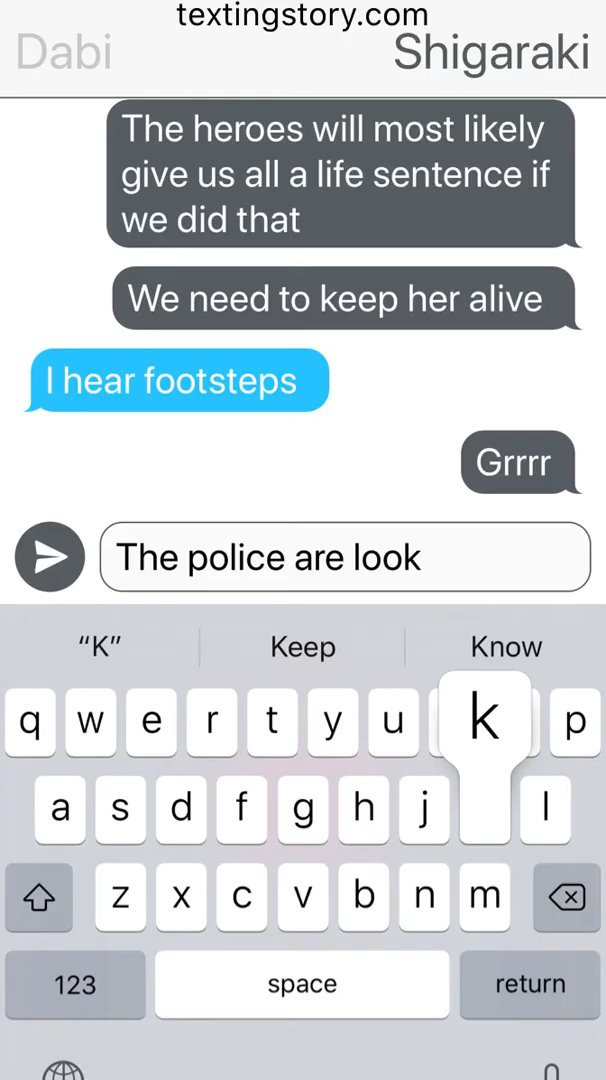 textingstory.com
Dabi
Shigaraki
The heroes will most likely
give us all a life sentence if
we did that
We need to keep her alive
I hear footsteps
Grrrr
The police are look
“K”
Keep
Know
q w e r t y u k p
a s d f g h j l
z x c v b n m
123
space
return